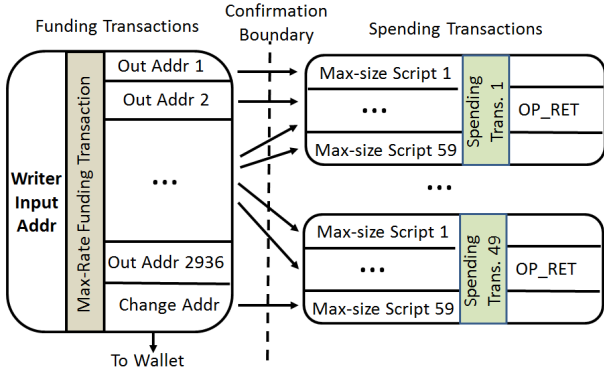 Funding Transactions
Confirmation
Boundary
Spending Transactions
Writer
Input
Addr
Max-Rate Funding Transaction
Out Addr 1
Out Addr 2
...
Out Addr 2936
Change Addr
To Wallet
Max-size Script 1
...
Max-size Script 59
Spending
Trans. 1
OP_RET
...
Max-size Script 1
...
Max-size Script 59
Spending
Trans. 49
OP_RET